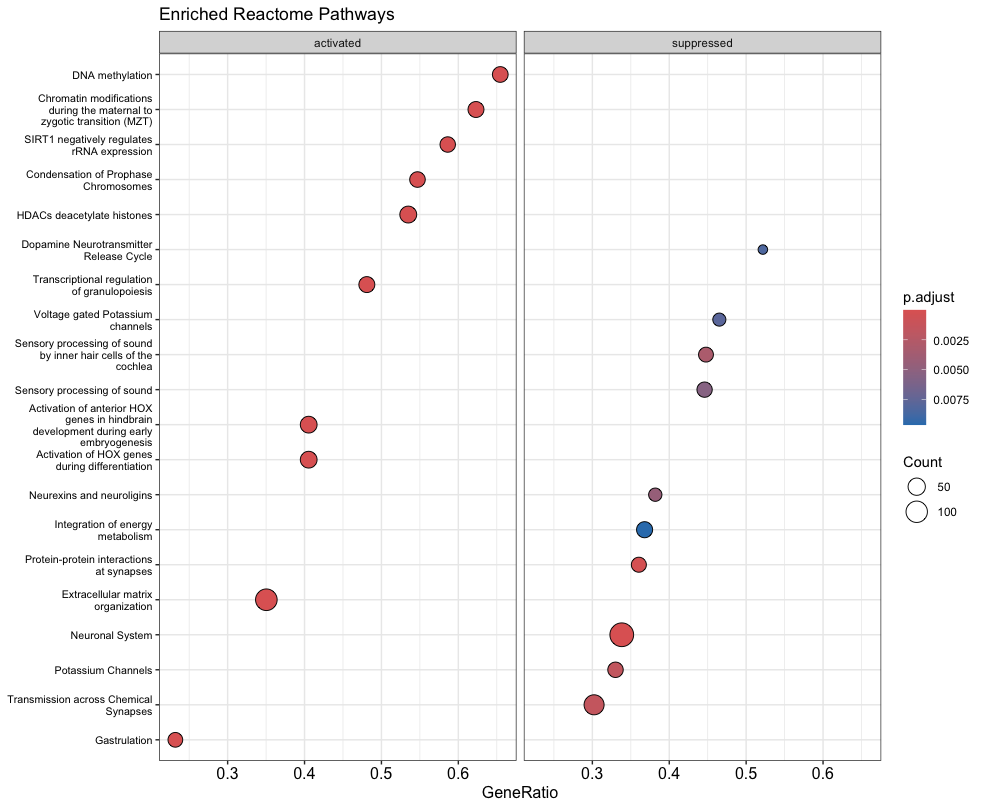 Enriched Reactome Pathways
activated
suppressed
DNA methylation
Chromatin modifications
during the maternal to
zygotic transition (MZT)
SIRT1 negatively regulates
rRNA expression
Condensation of Prophase
Chromosomes
HDACs deacetylate histones
Dopamine Neurotransmitter
Release Cycle
Transcriptional regulation
of granulopoiesis
Voltage gated Potassium
channels
Sensory processing of sound
by inner hair cells of the
cochlea
Sensory processing of sound
Activation of anterior HOX
genes in hindbrain
development during early
embryogenesis
Activation of HOX genes
during differentiation
Neurexins and neuroligins
Integration of energy
metabolism
Protein-protein interactions
at synapses
Extracellular matrix
organization
Neuronal System
Potassium Channels
Transmission across Chemical
Synapses
Gastrulation
0.3 0.4 0.5 0.6
0.3 0.4 0.5 0.6
GeneRatio
p.adjust
0.0025
0.0050
0.0075
Count
50
100